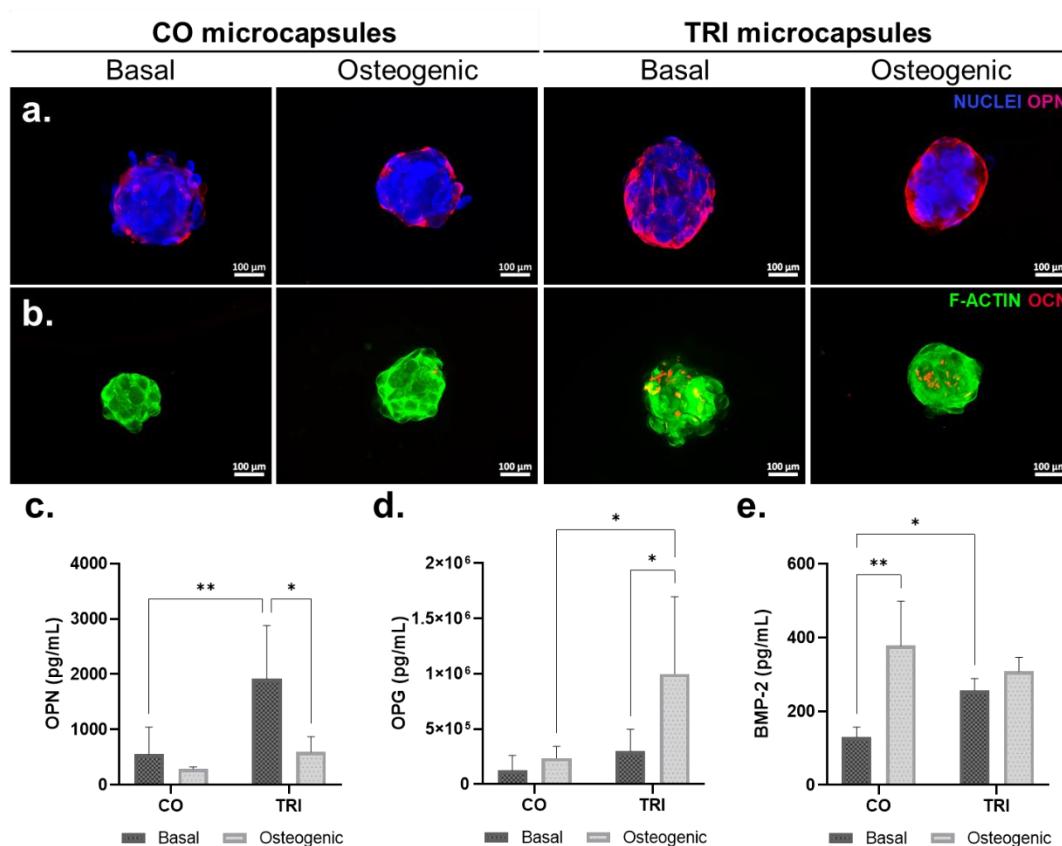 CO microcapsules TRI microcapsules
Basal Osteogenic Basal Osteogenic
a. NUCLEI OPN
100 µm 100 µm 100 µm 100 µm
b. F-ACTIN OCN
100 µm 100 µm 100 µm 100 µm
c.
** *
OPN (pg/mL)
4000
3000
2000
1000
0
CO TRI
Basal Osteogenic
d.
*
*
OPG (pg/mL)
2×10⁶
1.5×10⁶
1×10⁶
5×10⁵
0
CO TRI
Basal Osteogenic
e.
*
**
BMP-2 (pg/mL)
600
400
200
0
CO TRI
Basal Osteogenic